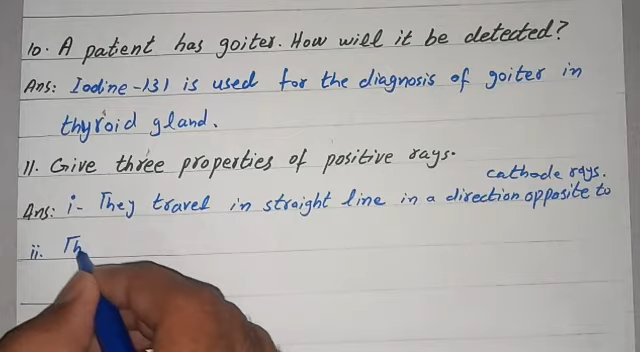 10. A patient has goiter. How will it be detected?
Ans: Iodine-131 is used for the diagnosis of goiter in
thyroid gland.
11. Give three properties of positive rays.
Ans: i- They travel in straight line in a direction opposite to
cathode rays.
ii. Th